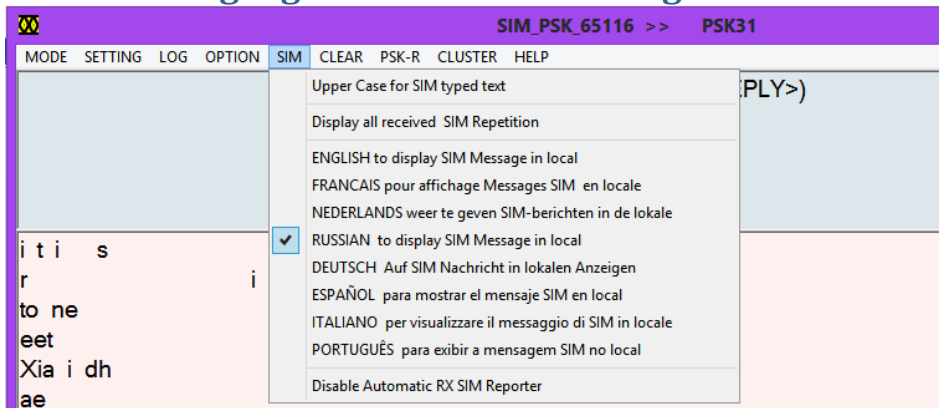 SIM_PSK_65116 >> PSK31
MODE SETTING LOG OPTION SIM CLEAR PSK-R CLUSTER HELP
Upper Case for SIM typed text
PLY>)
Display all received SIM Repetition
ENGLISH to display SIM Message in local
FRANCAIS pour affichage Messages SIM en locale
NEDERLANDS weer te geven SIM-berichten in de lokale
RUSSIAN to display SIM Message in local
DEUTSCH Auf SIM Nachricht in lokalen Anzeigen
ESPAÑOL para mostrar el mensaje SIM en local
ITALIANO per visualizzare il messaggio di SIM in locale
PORTUGUÊS para exibir a mensagem SIM no local
Disable Automatic RX SIM Reporter
i t i s
r i
to ne
eet
Xia i dh
ae